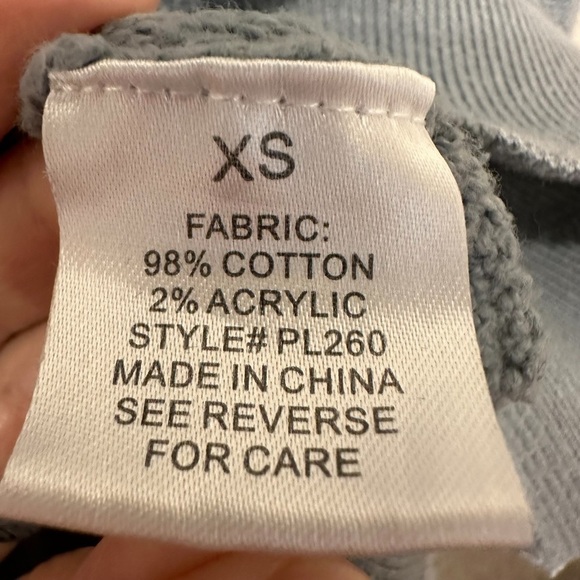 XS
FABRIC:
98% COTTON
2% ACRYLIC
STYLE# PL260
MADE IN CHINA
SEE REVERSE
FOR CARE